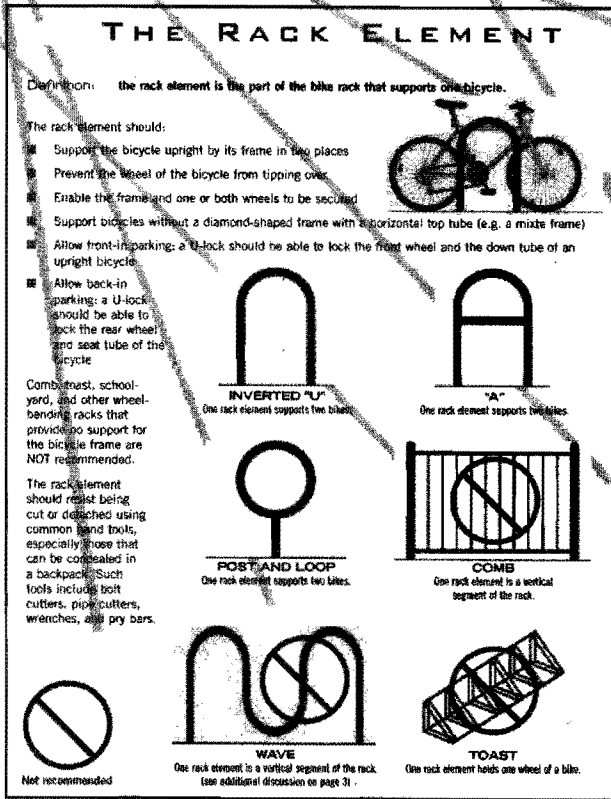 THE RACK ELEMENT
Definition: the rack element is the part of the bike rack that supports one bicycle.
The rack element should:
Support the bicycle upright by its frame in two places
Prevent the wheel of the bicycle from tipping over
Enable the frame and one or both wheels to be secured
Support bicycles without a diamond-shaped frame with a horizontal top tube (e.g. a mixte frame)
Allow front-in parking: a U-lock should be able to lock the front wheel and the down tube of an
upright bicycle
Allow back-in
parking: a U-lock
should be able to
lock the rear wheel
and seat tube of the
bicycle
Comb, toast, school-
yard, and other wheel-
bending racks that
provide no support for
the bicycle frame are
NOT recommended.
The rack element
should resist being
cut or detached using
common hand tools,
especially those that
can be concealed in
a backpack. Such
tools include bolt
cutters, pipe cutters,
wrenches, and pry bars.
INVERTED "U"
One rack element supports two bikes.
"A"
One rack element supports two bikes.
POST AND LOOP
One rack element supports two bikes.
COMB
One rack element is a vertical
segment of the rack.
WAVE
One rack element is a vertical segment of the rack
(see additional discussion on page 3)
TOAST
One rack element holds one wheel of a bike.
Not recommended